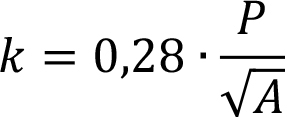 k = 0,28 · P/√A